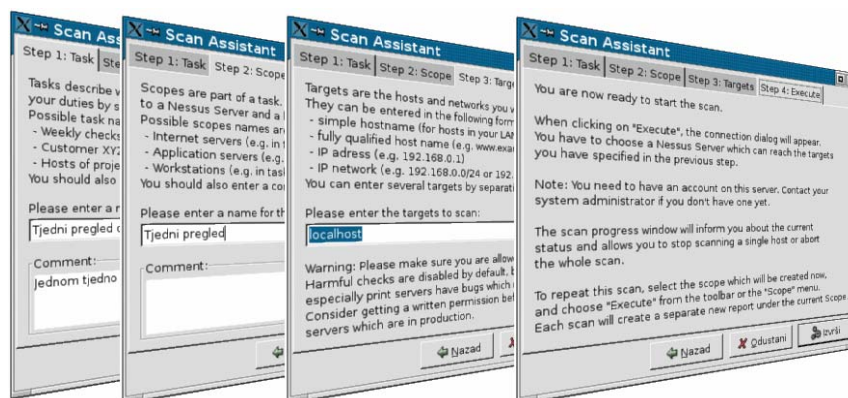 Scan Assistant
Step 1: Task
Tasks describe
your duties by s
Possible task na
- Weekly checks
- Customer XYZ
- Hosts of proje
You should also
Please enter a n
Tjedni pregled
Comment:
Jednom tjedno
Scan Assistant
Step 1: Task Step 2: Scope
Scopes are part of a task.
to a Nessus Server and a
Possible scopes names are
- Internet servers (e.g. in
- Application servers (e.g.
- Workstations (e.g. in tas
You should also enter a co
Please enter a name for th
Tjedni pregled
Comment:
Scan Assistant
Step 1: Task Step 2: Scope Step 3: Targe
Targets are the hosts and networks you
They can be entered in the following form
- simple hostname (for hosts in your LAN
- fully qualified host name (e.g. www.exa
- IP adress (e.g. 192.168.0.1)
- IP network (e.g. 192.168.0.0/24 or 192.
You can enter several targets by separati
Please enter the targets to scan:
localhost
Warning: Please make sure you are allow
Harmful checks are disabled by default, b
especially print servers have bugs which
Consider getting a written permission bef
servers which are in production.
Nazad
Scan Assistant
Step 1: Task Step 2: Scope Step 3: Targets Step 4: Execute
You are now ready to start the scan.
When clicking on "Execute", the connection dialog will appear.
You have to choose a Nessus Server which can reach the targets
you have specified in the previous step.
Note: You need to have an account on this server. Contact your
system administrator if you don't have one yet.
The scan progress window will inform you about the current
status and allows you to stop scanning a single host or abort
the whole scan.
To repeat this scan, select the scope which will be created now,
and choose "Execute" from the toolbar or the "Scope" menu.
Each scan will create a separate new report under the current Scope
Nazad Odustani Izvrši